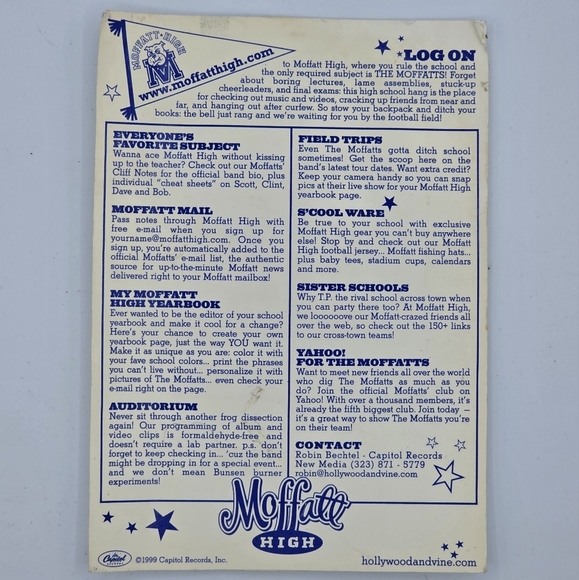 MOFFATT HIGH
M
www.moffatthigh.com
LOG ON
to Moffatt High, where you rule the school and
the only required subject is THE MOFFATTS! Forget
about boring lectures, lame assemblies, stuck-up
cheerleaders, and final exams: this high school hang is the place
for checking out music and videos, cracking up friends from near and
far, and hanging out after curfew. So stow your backpack and ditch your
books: the bell just rang and we're waiting for you by the football field!
EVERYONE'S
FAVORITE SUBJECT
Wanna ace Moffatt High without kissing
up to the teacher? Check out our Moffatts'
Cliff Notes for the official band bio, plus
individual "cheat sheets" on Scott, Clint,
Dave and Bob.
MOFFATT MAIL
Pass notes through Moffatt High with
free e-mail when you sign up for
yourname@moffatthigh.com. Once you
sign up, you're automatically added to the
official Moffatts' e-mail list, the authentic
source for up-to-the-minute Moffatt news
delivered right to your Moffatt mailbox!
MY MOFFATT
HIGH YEARBOOK
Ever wanted to be the editor of your school
yearbook and make it cool for a change?
Here's your chance to create your own
yearbook page, just the way YOU want it.
Make it as unique as you are: color it with
your fave school colors... print the phrases
you can't live without... personalize it with
pictures of The Moffatts... even check your
e-mail right on the page.
AUDITORIUM
Never sit through another frog dissection
again! Our programming of album and
video clips is formaldehyde-free and
doesn't require a lab partner. p.s. don't
forget to keep checking in... 'cuz the band
might be dropping in for a special event...
and we don't mean Bunsen burner
experiments!
FIELD TRIPS
Even The Moffatts gotta ditch school
sometimes! Get the scoop here on the
band's latest tour dates. Want extra credit?
Keep your camera handy so you can snap
pics at their live show for your Moffatt High
yearbook page.
S'COOL WARE
Be true to your school with exclusive
Moffatt High gear you can't buy anywhere
else! Stop by and check out our Moffatt
High football jersey... Moffatt fishing hats...
plus baby tees, stadium cups, calendars
and more.
SISTER SCHOOLS
Why T.P. the rival school across town when
you can party there too? At Moffatt High,
we looooooove our Moffatt-crazed friends all
over the web, so check out the 150+ links
to our cross-town teams!
YAHOO!
FOR THE MOFFATTS
Want to meet new friends all over the world
who dig The Moffatts as much as you
do? Join the official Moffatts' club on
Yahoo! With over a thousand members, it's
already the fifth biggest club. Join today –
it's a great way to show The Moffatts you're
on their team!
CONTACT
Robin Bechtel - Capitol Records
New Media (323) 871 - 5779
robin@hollywoodandvine.com
Moffatt
HIGH
Capitol
©1999 Capitol Records, Inc.
hollywoodandvine.com